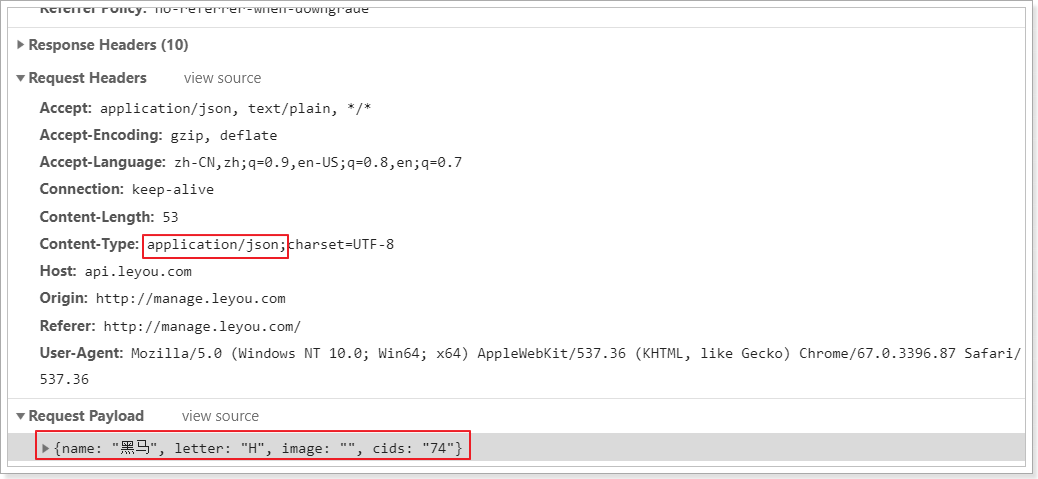 Referrer Policy: no-referrer-when-downgrade
Response Headers (10)
Request Headers view source
Accept: application/json, text/plain, */*
Accept-Encoding: gzip, deflate
Accept-Language: zh-CN,zh;q=0.9,en-US;q=0.8,en;q=0.7
Connection: keep-alive
Content-Length: 53
Content-Type: application/json;charset=UTF-8
Host: api.leyou.com
Origin: http://manage.leyou.com
Referer: http://manage.leyou.com/
User-Agent: Mozilla/5.0 (Windows NT 10.0; Win64; x64) AppleWebKit/537.36 (KHTML, like Gecko) Chrome/67.0.3396.87 Safari/
537.36
Request Payload view source
{name: "黑马", letter: "H", image: "", cids: "74"}